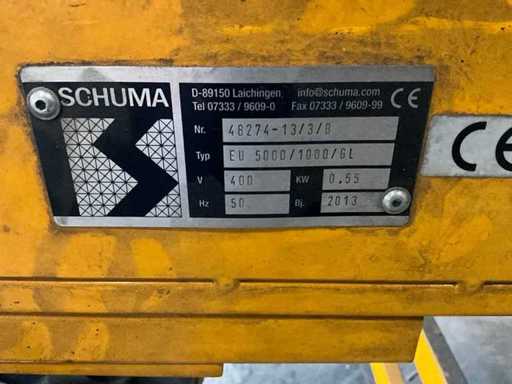 SCHUMA
D-89150 Laichingen info@schuma.com
Tel 07333 / 9609-0 Fax 07333 / 9609-99 CE
Nr. 48274-13/3/8
Typ EU 5000/1000/GL
V 400 KW 0.55
Hz 50 Bj. 2013
CE